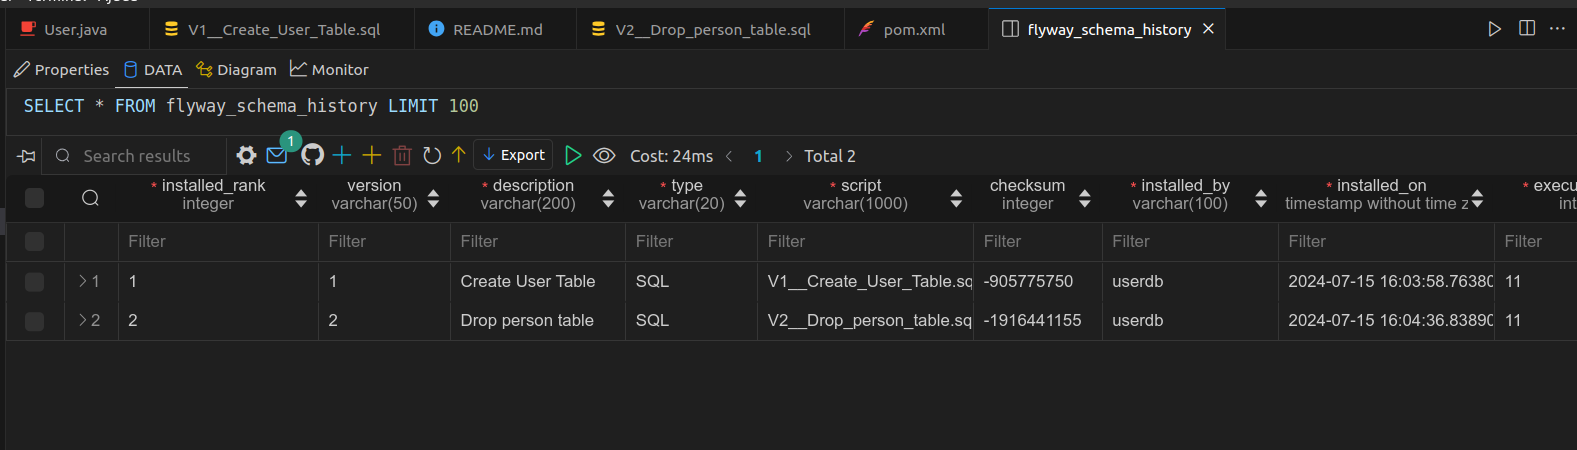 User.java V1__Create_User_Table.sql README.md V2__Drop_person_table.sql pom.xml flyway_schema_history
Properties DATA Diagram Monitor
SELECT * FROM flyway_schema_history LIMIT 100
Search results 1 Export Cost: 24ms 1 Total 2
* installed_rank version * description * type * script checksum * installed_by * installed_on * execu
integer varchar(50) varchar(200) varchar(20) varchar(1000) integer varchar(100) timestamp without time z int
Filter Filter Filter Filter Filter Filter Filter Filter Filter
1 1 1 Create User Table SQL V1__Create_User_Table.sq -905775750 userdb 2024-07-15 16:03:58.76380 11
2 2 2 Drop person table SQL V2__Drop_person_table.sq -1916441155 userdb 2024-07-15 16:04:36.83890 11